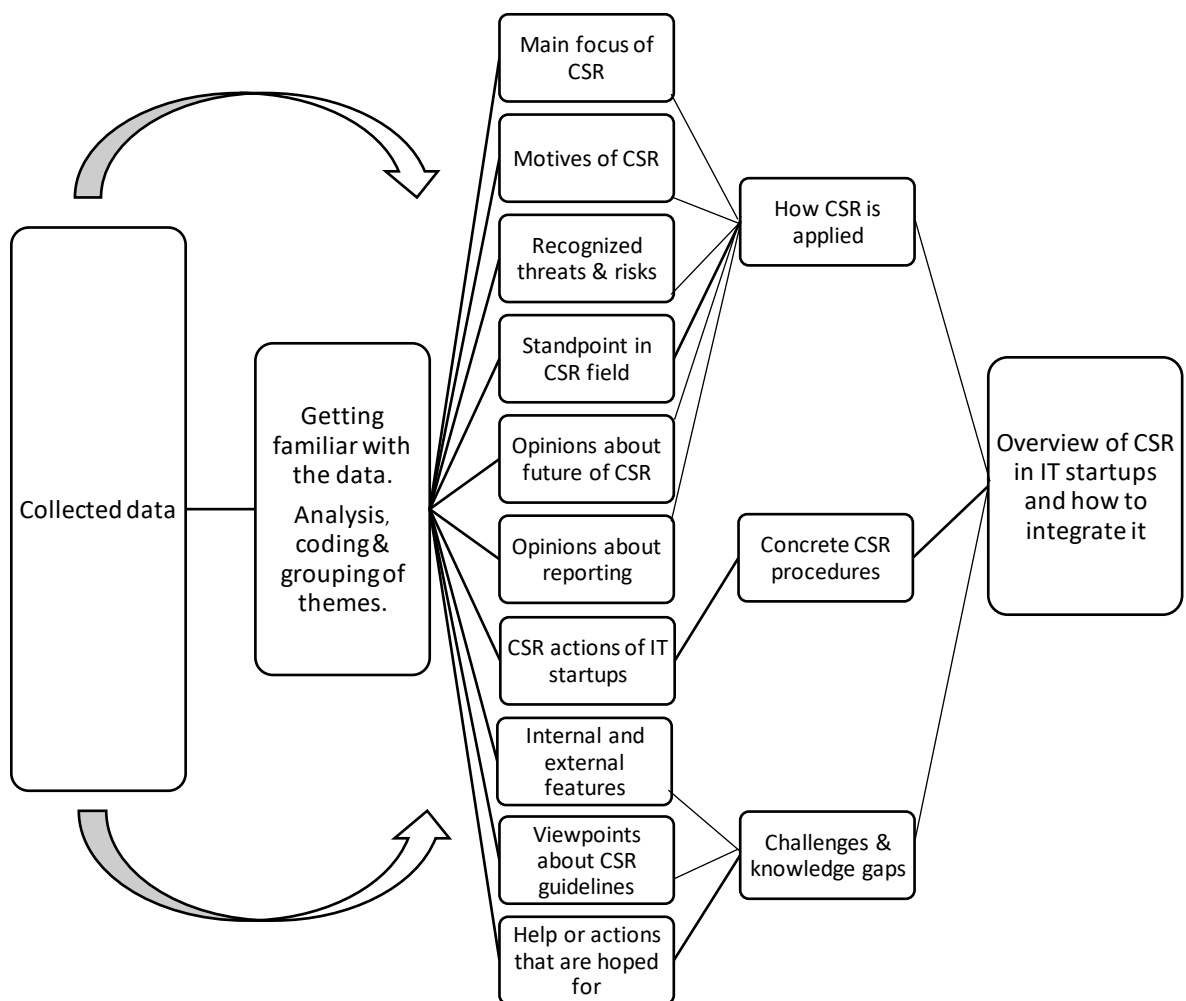 Collected data
Getting
familiar with
the data.
Analysis,
coding &
grouping of
themes.
Main focus of
CSR
Motives of CSR
Recognized
threats & risks
Standpoint in
CSR field
Opinions about
future of CSR
Opinions about
reporting
CSR actions of IT
startups
Internal and
external
features
Viewpoints
about CSR
guidelines
Help or actions
that are hoped
for
How CSR is
applied
Concrete CSR
procedures
Challenges &
knowledge gaps
Overview of CSR
in IT startups
and how to
integrate it